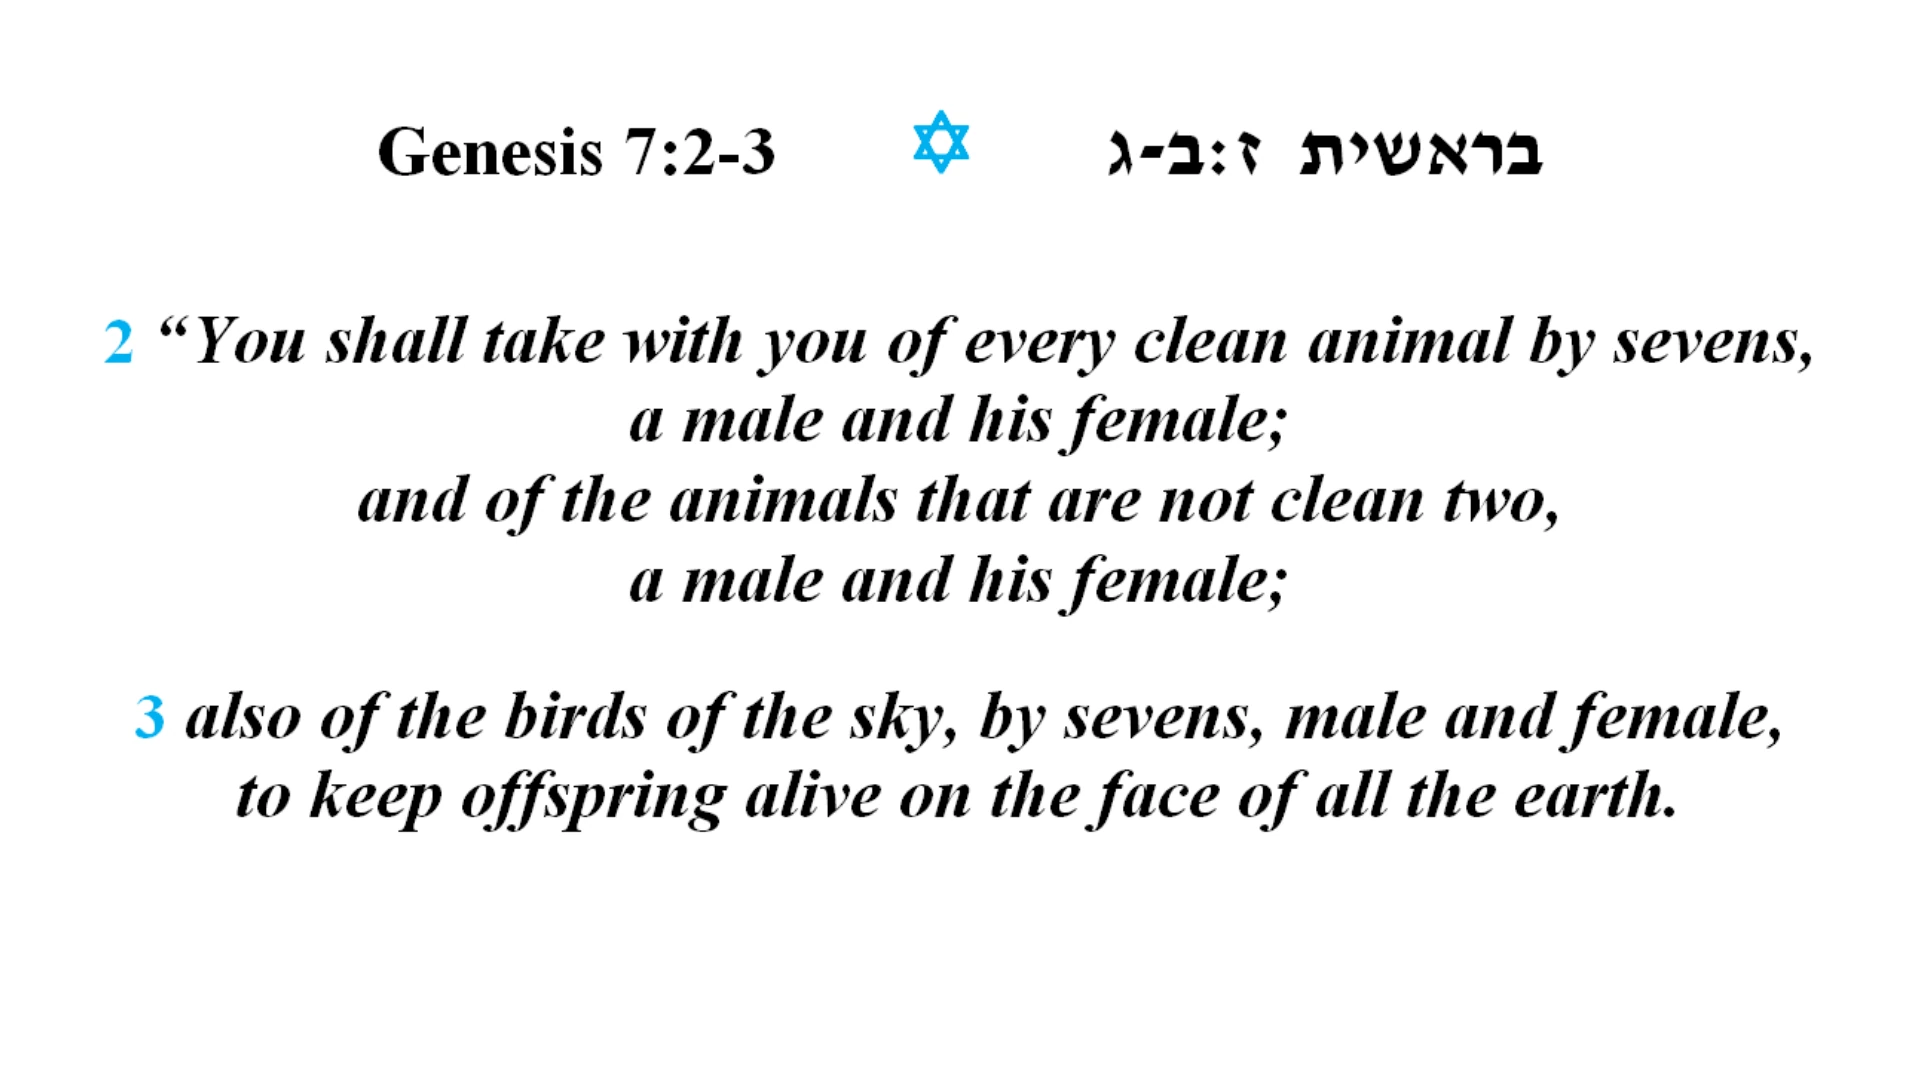 Genesis 7:2-3 ✡ בראשית ז:ב-ג
2 “You shall take with you of every clean animal by sevens,
a male and his female;
and of the animals that are not clean two,
a male and his female;
3 also of the birds of the sky, by sevens, male and female,
to keep offspring alive on the face of all the earth.